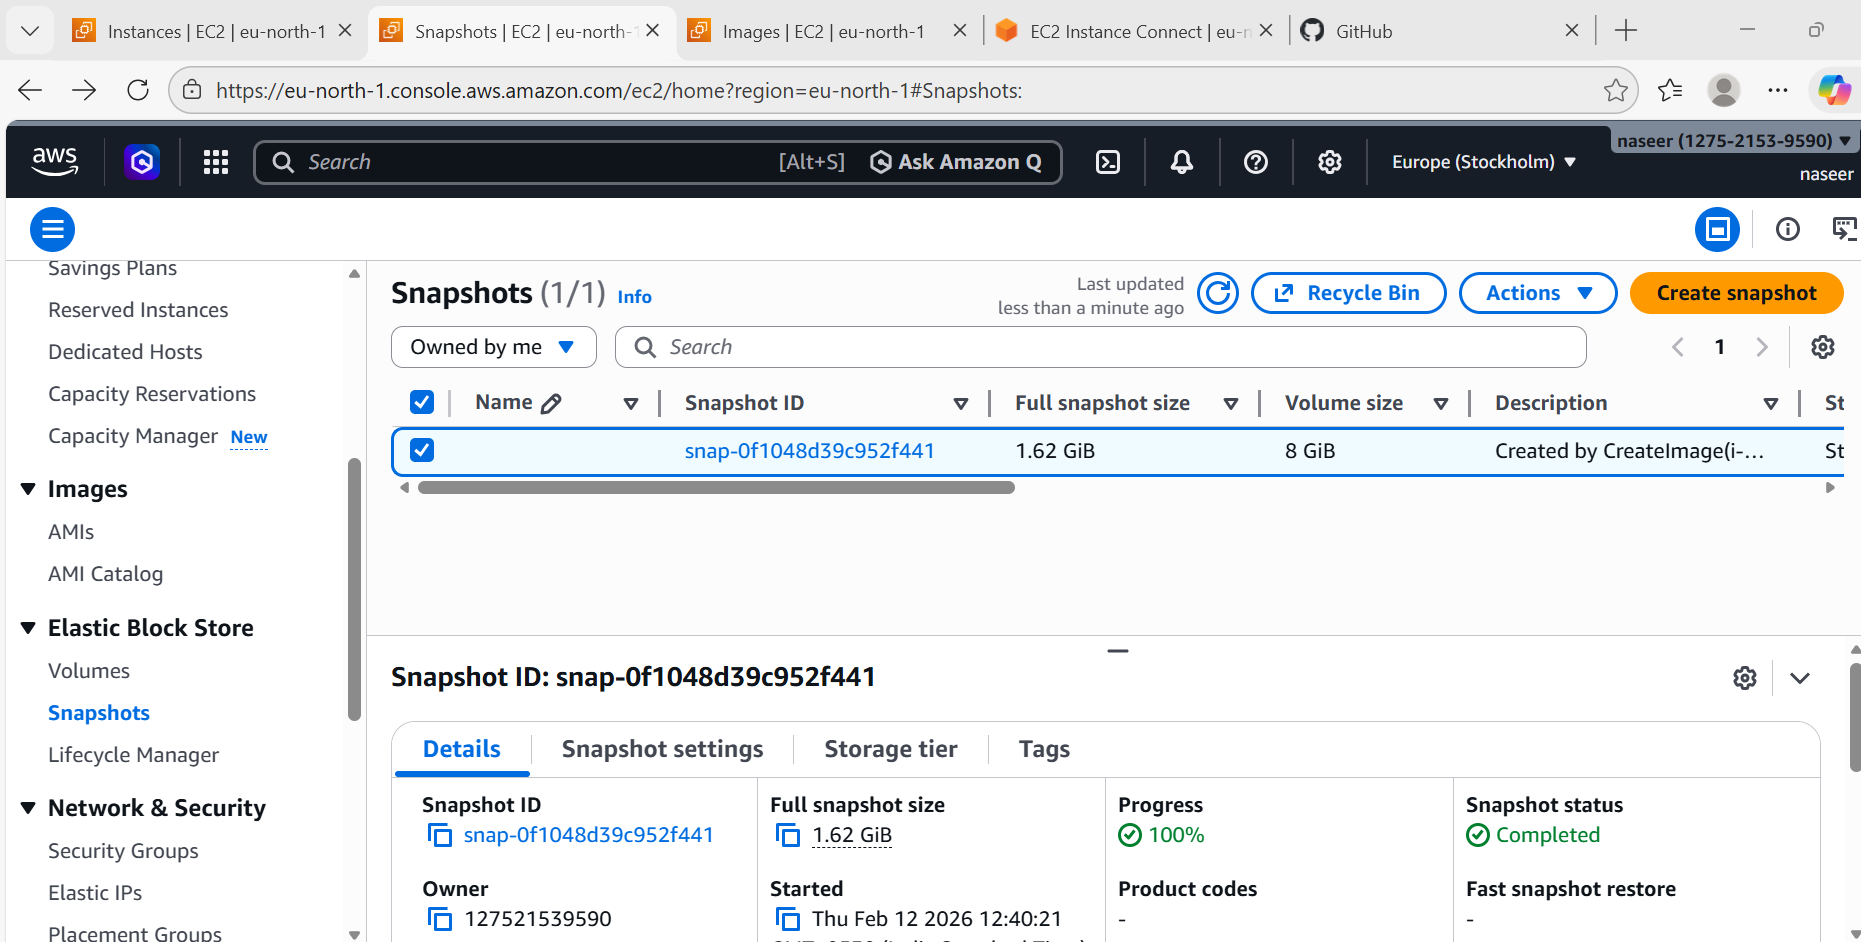 Instances | EC2 | eu-north-1
Snapshots | EC2 | eu-north-1
Images | EC2 | eu-north-1
EC2 Instance Connect | eu-n
GitHub
https://eu-north-1.console.aws.amazon.com/ec2/home?region=eu-north-1#Snapshots:
aws
Search
[Alt+S]
Ask Amazon Q
Europe (Stockholm)
naseer (1275-2153-9590)
naseer
Savings Plans
Reserved Instances
Dedicated Hosts
Capacity Reservations
Capacity Manager New
Images
AMIs
AMI Catalog
Elastic Block Store
Volumes
Snapshots
Lifecycle Manager
Network & Security
Security Groups
Elastic IPs
Placement Groups
Snapshots (1/1) Info
Last updated
less than a minute ago
Recycle Bin
Actions
Create snapshot
Owned by me
Search
1
Name
Snapshot ID
Full snapshot size
Volume size
Description
St
snap-0f1048d39c952f441
1.62 GiB
8 GiB
Created by CreateImage(i-...
St
Snapshot ID: snap-0f1048d39c952f441
Details
Snapshot settings
Storage tier
Tags
Snapshot ID
snap-0f1048d39c952f441
Full snapshot size
1.62 GiB
Progress
100%
Snapshot status
Completed
Owner
127521539590
Started
Thu Feb 12 2026 12:40:21
Product codes
-
Fast snapshot restore
-